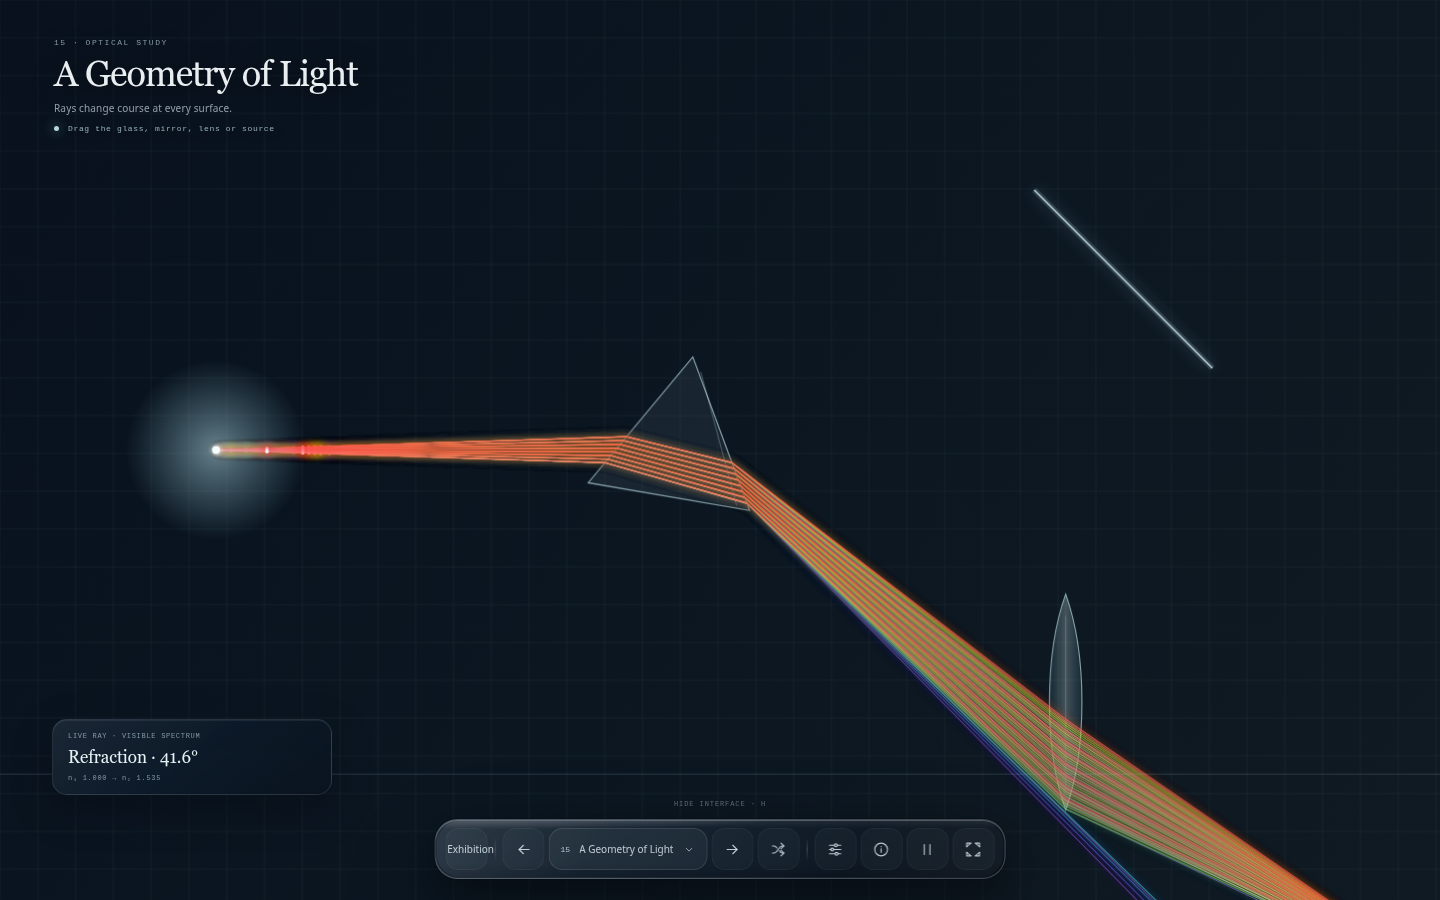 15 · OPTICAL STUDY
A Geometry of Light
Rays change course at every surface.
Drag the glass, mirror, lens or source
LIVE RAY · VISIBLE SPECTRUM
Refraction · 41.6°
n₁ 1.000 → n₂ 1.535
HIDE INTERFACE · H
Exhibition
15 A Geometry of Light